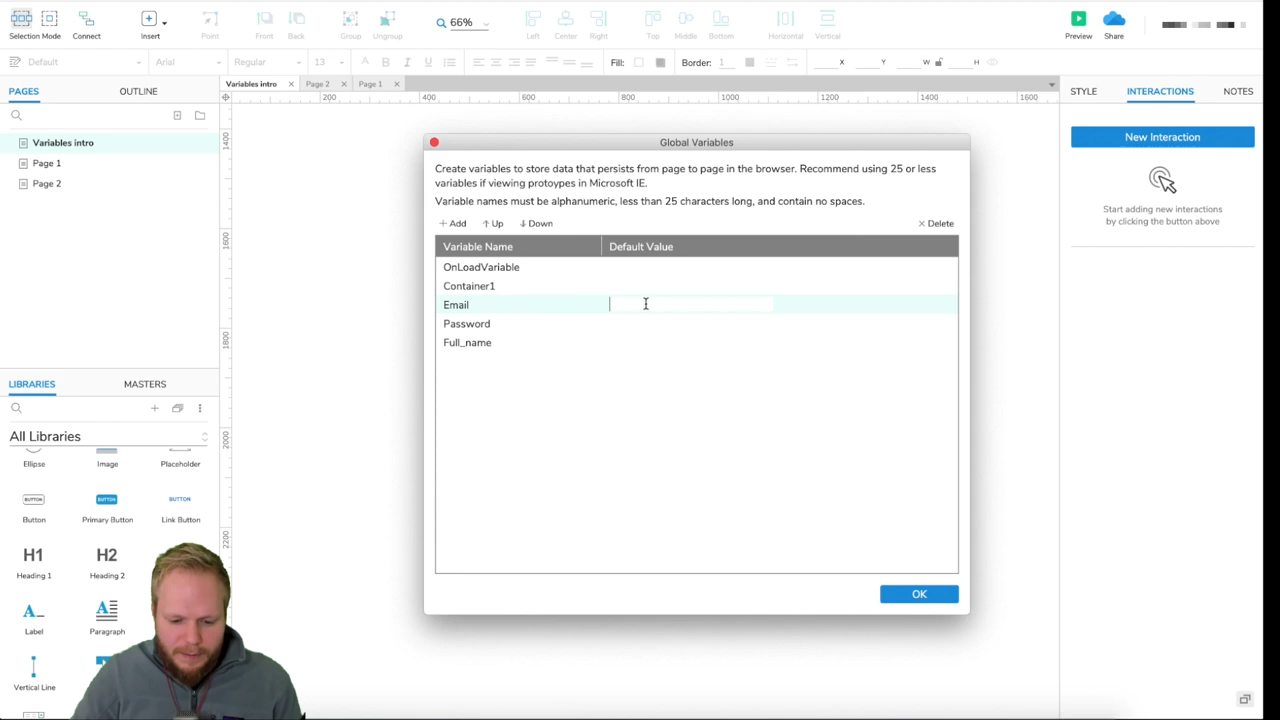 Selection Mode
Connect
Insert
Point
Front
Back
Group
Ungroup
66%
Left
Center
Right
Top
Middle
Bottom
Horizontal
Vertical
Preview
Share
Default
Arial
Regular
13
A
B
I
U
Fill:
Border:
1
X
Y
W
H
PAGES
OUTLINE
Variables intro
Page 2
Page 1
STYLE
INTERACTIONS
NOTES
200
400
600
800
1000
1200
1400
1600
Variables intro
Page 1
Page 2
1400
1600
1800
2000
2200
New Interaction
Start adding new interactions
by clicking the button above
Global Variables
Create variables to store data that persists from page to page in the browser. Recommend using 25 or less
variables if viewing protoypes in Microsoft IE.
Variable names must be alphanumeric, less than 25 characters long, and contain no spaces.
Add
Up
Down
Delete
Variable Name
Default Value
OnLoadVariable
Container1
Email
Password
Full_name
OK
LIBRARIES
MASTERS
All Libraries
Ellipse
Image
Placeholder
BUTTON
BUTTON
BUTTON
Button
Primary Button
Link Button
H1
H2
Heading 1
Heading 2
A
A
Label
Paragraph
Vertical Line